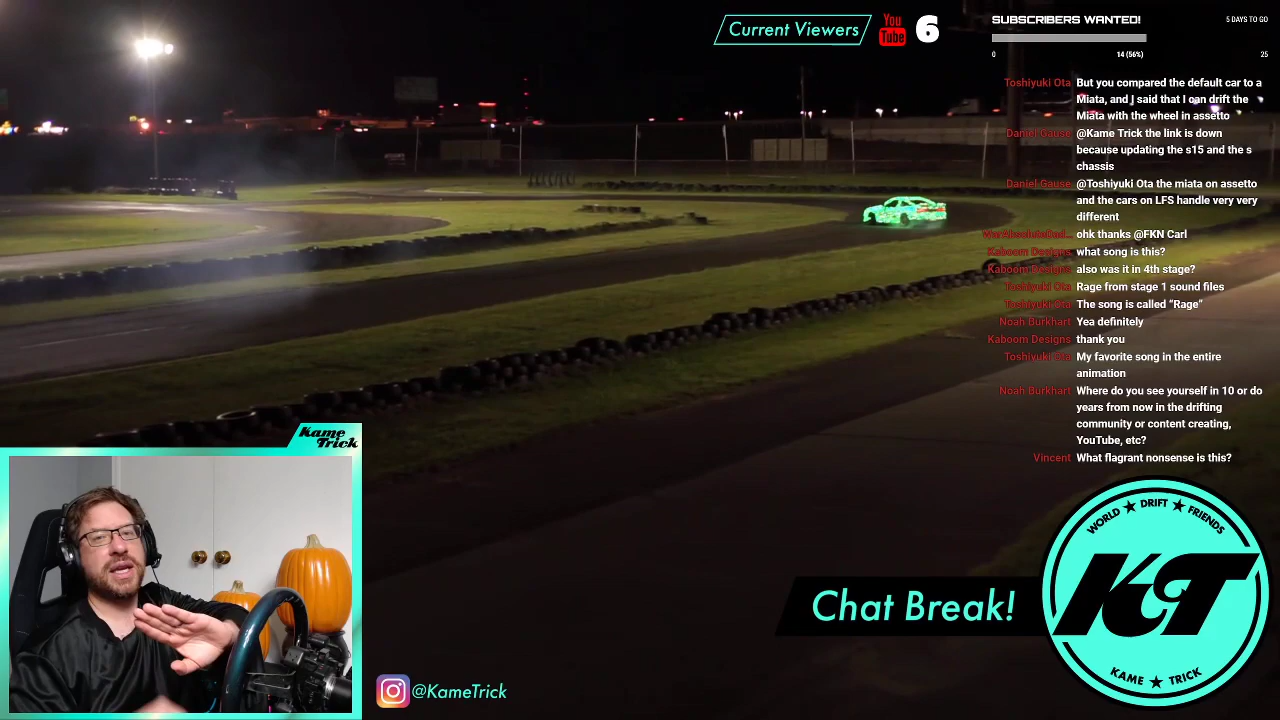 Current Viewers
You
Tube
6
SUBSCRIBERS WANTED!
5 DAYS TO GO
0
14 (56%)
25
Toshiyuki Ota But you compared the default car to a
Miata, and I said that I can drift the
Miata with the wheel in assetto
Daniel Gause @Kame Trick the link is down
because updating the s15 and the s
chassis
Daniel Gause @Toshiyuki Ota the miata on assetto
and the cars on LFS handle very very
different
ohk thanks @FKN Carl
Kaboom Designs what song is this?
Kaboom Designs also was it in 4th stage?
Toshiyuki Ota Rage from stage 1 sound files
Toshiyuki Ota The song is called “Rage”
Noah Burkhart Yea definitely
Kaboom Designs thank you
Toshiyuki Ota My favorite song in the entire
animation
Noah Burkhart Where do you see yourself in 10 or do
years from now in the drifting
community or content creating,
YouTube, etc?
Vincent What flagrant nonsense is this?
Kame
Trick
WORLD ★ DRIFT ★ FRIENDS
KT
KAME ★ TRICK
Chat Break!
@KameTrick